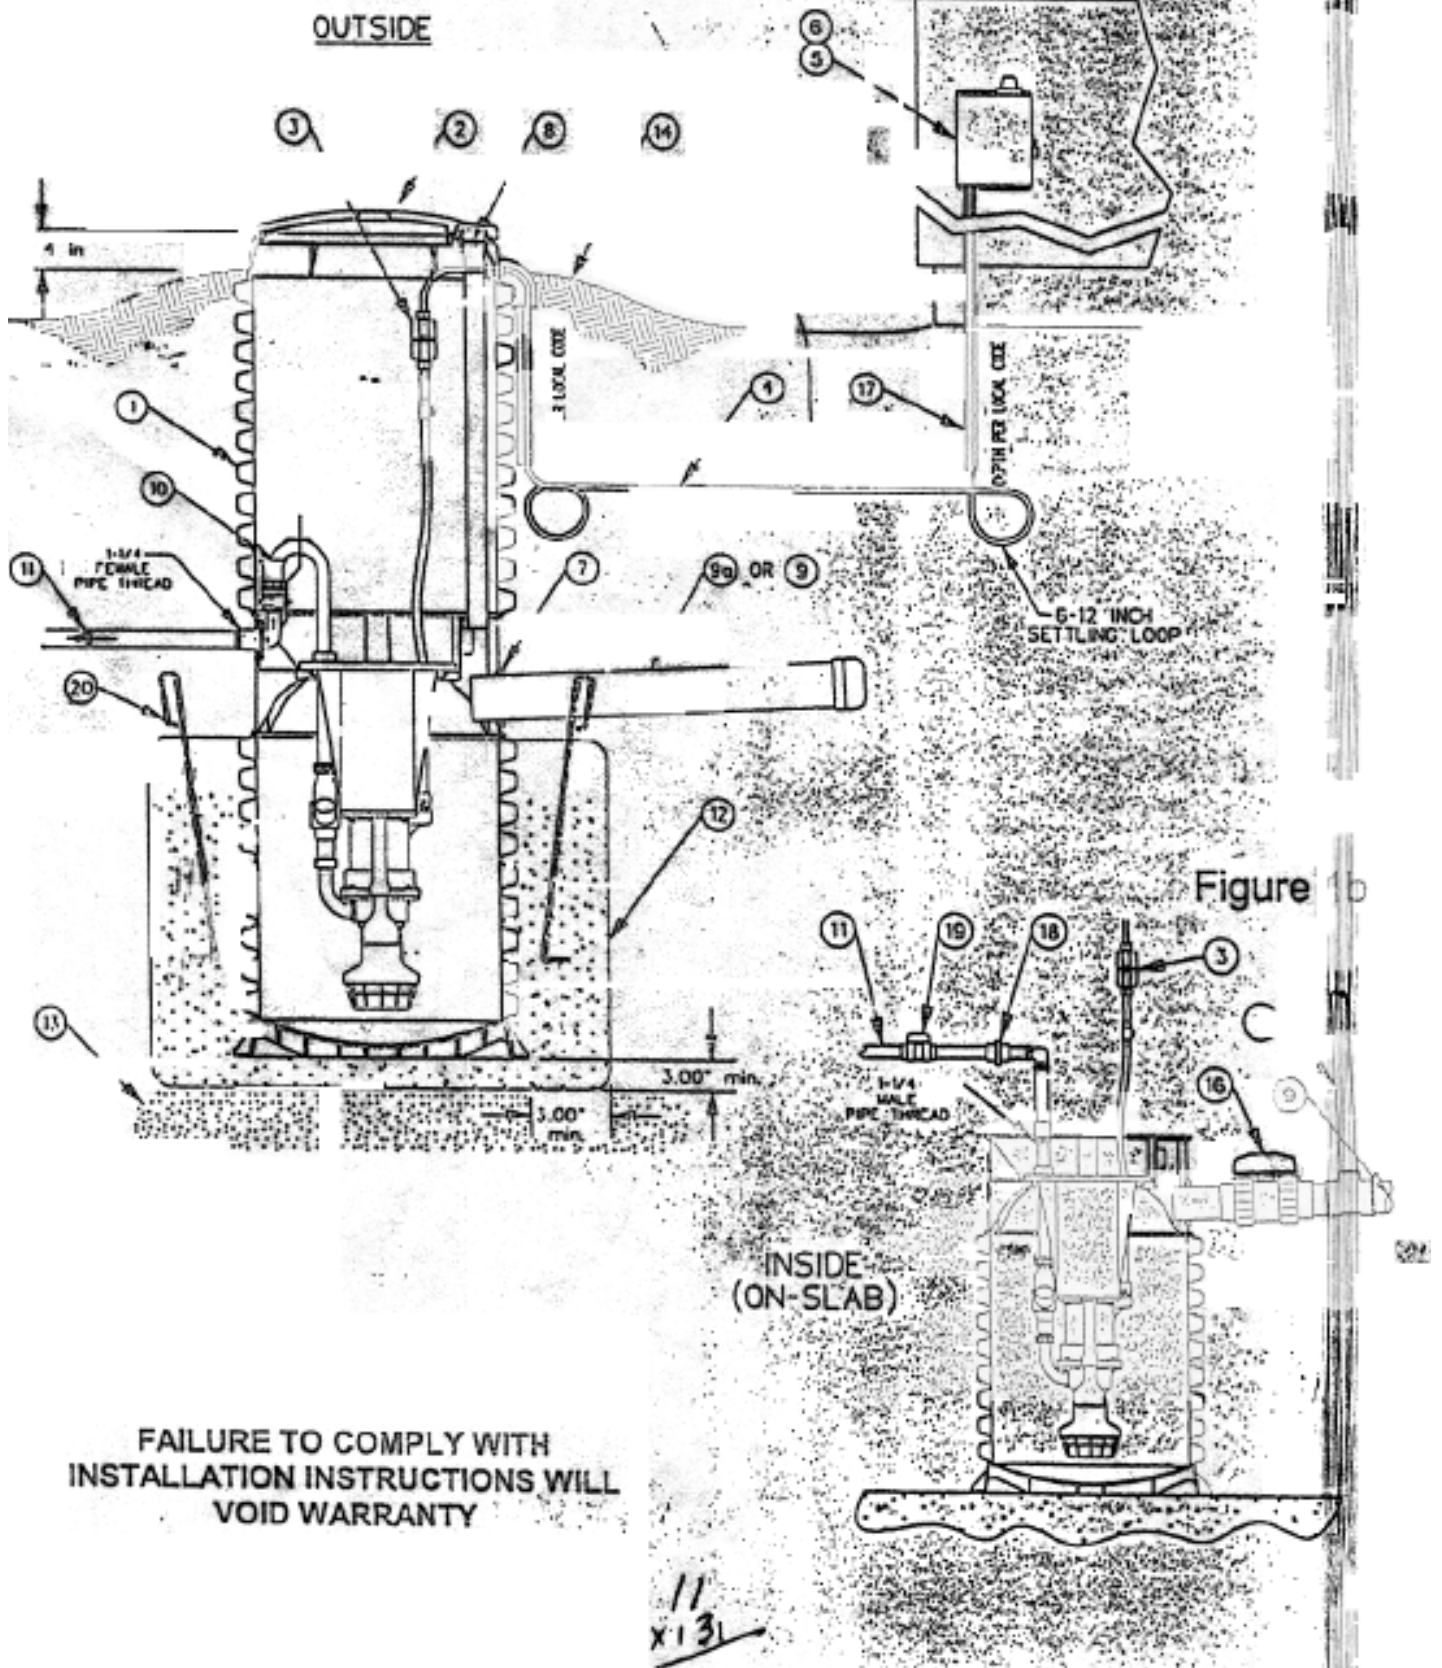 OUTSIDE
6
5
3
2
8
14
4 in
1
4
17
LOCAL CODE
PER LOCAL CODE
10
11
1-1/4
FEMALE
PIPE THREAD
7
9a OR 9
6-12 INCH
SETTLING LOOP
20
12
Figure
11
19
18
3
13
3.00" min.
3.00"
min.
1-1/4
MALE
PIPE THREAD
16
9
INSIDE
(ON-SLAB)
FAILURE TO COMPLY WITH
INSTALLATION INSTRUCTIONS WILL
VOID WARRANTY
11